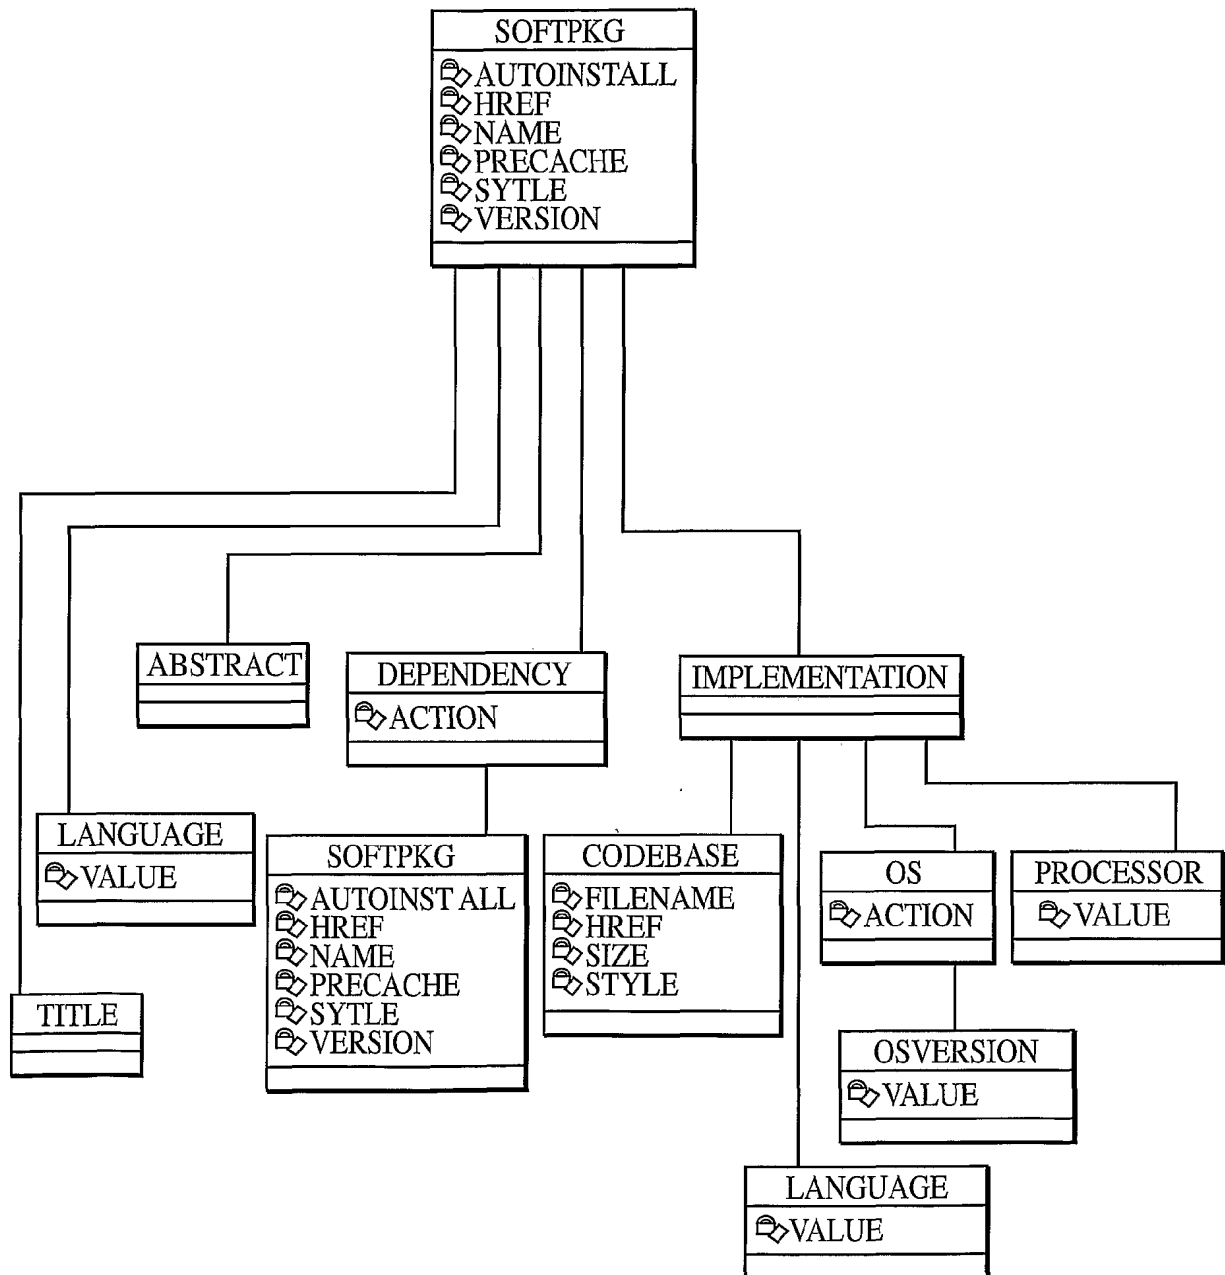 SOFTPKG
AUTOINSTALL
HREF
NAME
PRECACHE
SYTLE
VERSION
ABSTRACT
DEPENDENCY
ACTION
IMPLEMENTATION
LANGUAGE
VALUE
SOFTPKG
AUTOINST ALL
HREF
NAME
PRECACHE
SYTLE
VERSION
CODEBASE
FILENAME
HREF
SIZE
STYLE
OS
ACTION
PROCESSOR
VALUE
TITLE
OSVERSION
VALUE
LANGUAGE
VALUE